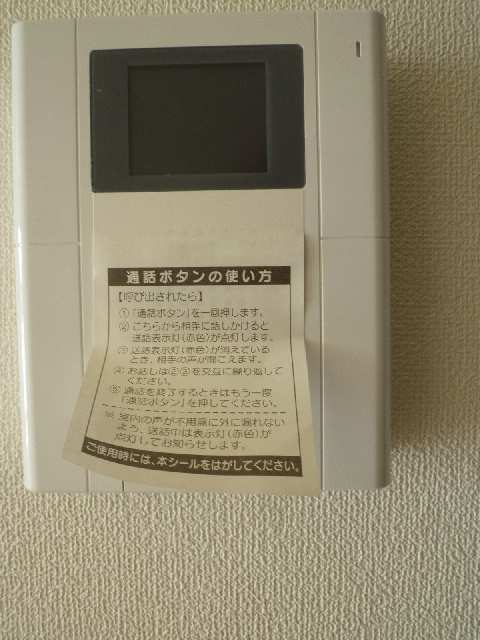 通話ボタンの使い方
【呼び出されたら】
①「通話ボタン」を一回押します。
②こちらから相手に話しかけると
送話表示灯(赤色)が点灯します。
③送話表示灯(赤色)が消えている
とき、相手の声が聞こえます。
④お話しは②③を交互に繰り返して
ください。
⑤通話を終了するときはもう一度
「通話ボタン」を押してください。
※室内の声が不用意に外に漏れない
よう、送話中は表示灯(赤色)が
点灯してお知らせします。
ご使用時には、本シールをはがしてください。